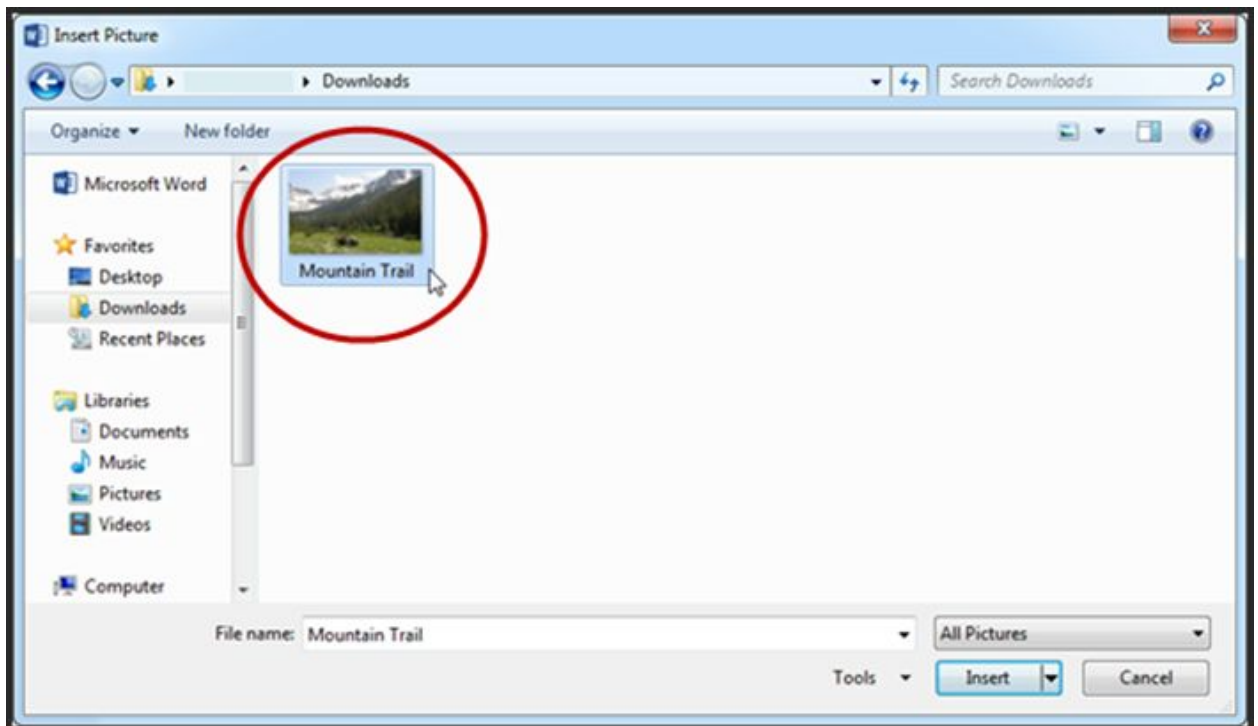 Insert Picture
Downloads
Search Downloads
Organize
New folder
Microsoft Word
Favorites
Desktop
Downloads
Recent Places
Libraries
Documents
Music
Pictures
Videos
Computer
Mountain Trail
File name: Mountain Trail
All Pictures
Tools
Insert
Cancel